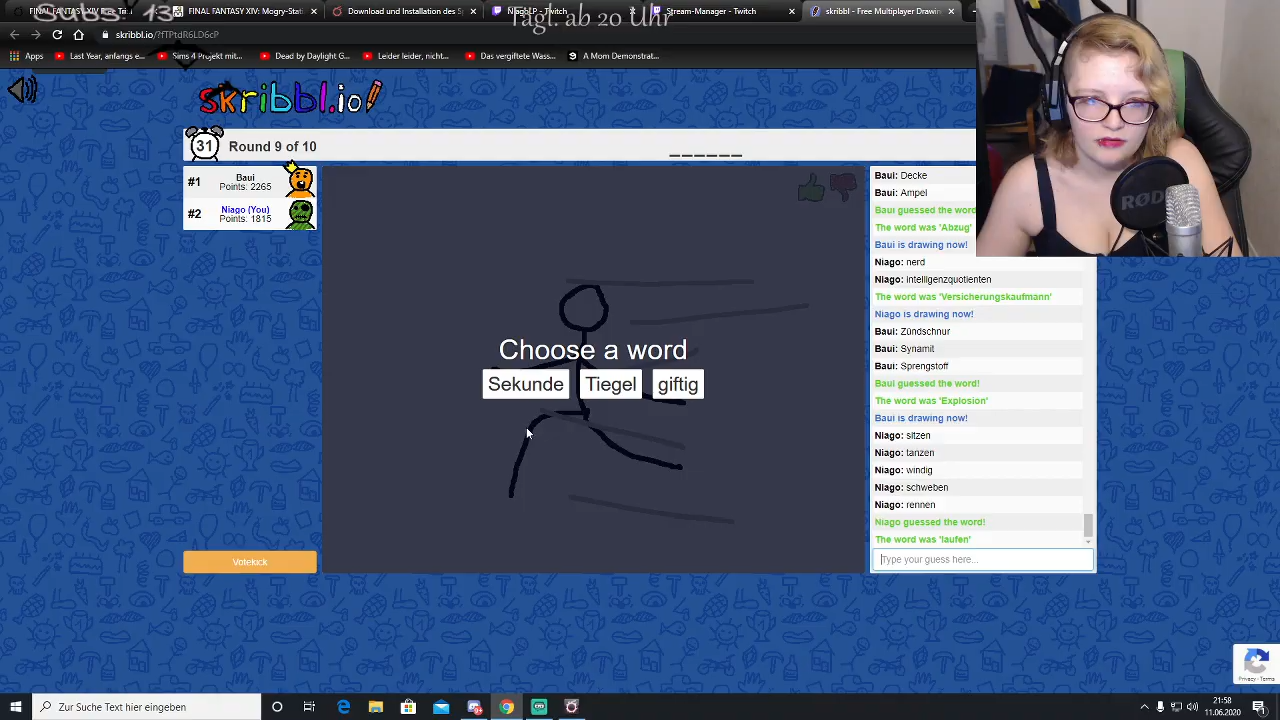 tägl. ab 20 Uhr
FINAL FANTASY XIV: Mogry-Stat
Download und Installation des S
NiagoLP - Twitch
Stream-Manager - Twitch
skribbl - Free Multiplayer Drawin
skribbl.io/?fTPtdR6LD6cP
Apps
Last Year, anfangs e...
Sims 4 Projekt mit...
Dead by Daylight G...
Leider leider, nicht...
Das vergiftete Wass...
A Mom Demonstrat...
skribbl.io
31
Round 9 of 10
#1
Baui
Points: 2265
#2
Niago (You)
Points: 1815
Choose a word
Sekunde
Tiegel
giftig
Votekick
Baui: Decke
Baui: Ampel
Baui guessed the word
The word was 'Abzug'
Baui is drawing now!
Niago: nerd
Niago: intelligenzquotienten
The word was 'Versicherungskaufmann'
Niago is drawing now!
Baui: Zündschnur
Baui: Synamit
Baui: Sprengstoff
Baui guessed the word!
The word was 'Explosion'
Baui is drawing now!
Niago: sitzen
Niago: tanzen
Niago: windig
Niago: schweben
Niago: rennen
Niago guessed the word!
The word was 'laufen'
Type your guess here...
RØDE
Privacy - Terms
Zur Suche Text hier eingeben
21:58
11.06.2020